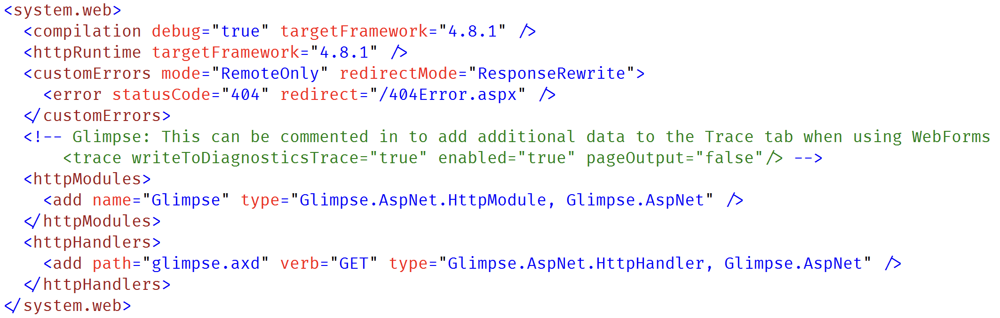 <system.web>
  <compilation debug="true" targetFramework="4.8.1" />
  <httpRuntime targetFramework="4.8.1" />
  <customErrors mode="RemoteOnly" redirectMode="ResponseRewrite">
    <error statusCode="404" redirect="/404Error.aspx" />
  </customErrors>
  <!-- Glimpse: This can be commented in to add additional data to the Trace tab when using WebForms
      <trace writeToDiagnosticsTrace="true" enabled="true" pageOutput="false"/> -->
  <httpModules>
    <add name="Glimpse" type="Glimpse.AspNet.HttpModule, Glimpse.AspNet" />
  </httpModules>
  <httpHandlers>
    <add path="glimpse.axd" verb="GET" type="Glimpse.AspNet.HttpHandler, Glimpse.AspNet" />
  </httpHandlers>
</system.web>